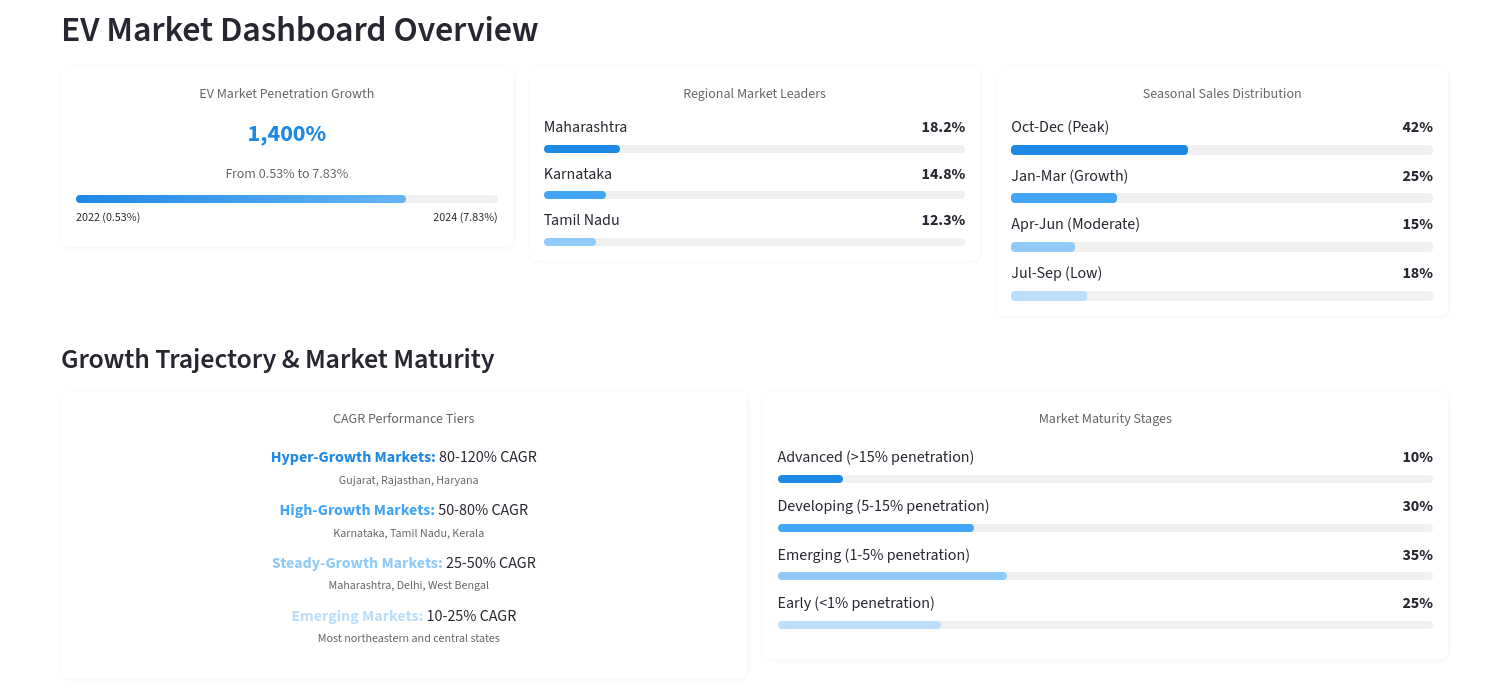 EV Market Dashboard Overview
EV Market Penetration Growth
1,400%
From 0.53% to 7.83%
2022 (0.53%) 2024 (7.83%)
Regional Market Leaders
Maharashtra 18.2%
Karnataka 14.8%
Tamil Nadu 12.3%
Seasonal Sales Distribution
Oct-Dec (Peak) 42%
Jan-Mar (Growth) 25%
Apr-Jun (Moderate) 15%
Jul-Sep (Low) 18%
Growth Trajectory & Market Maturity
CAGR Performance Tiers
Hyper-Growth Markets: 80-120% CAGR
Gujarat, Rajasthan, Haryana
High-Growth Markets: 50-80% CAGR
Karnataka, Tamil Nadu, Kerala
Steady-Growth Markets: 25-50% CAGR
Maharashtra, Delhi, West Bengal
Emerging Markets: 10-25% CAGR
Most northeastern and central states
Market Maturity Stages
Advanced (>15% penetration) 10%
Developing (5-15% penetration) 30%
Emerging (1-5% penetration) 35%
Early (<1% penetration) 25%